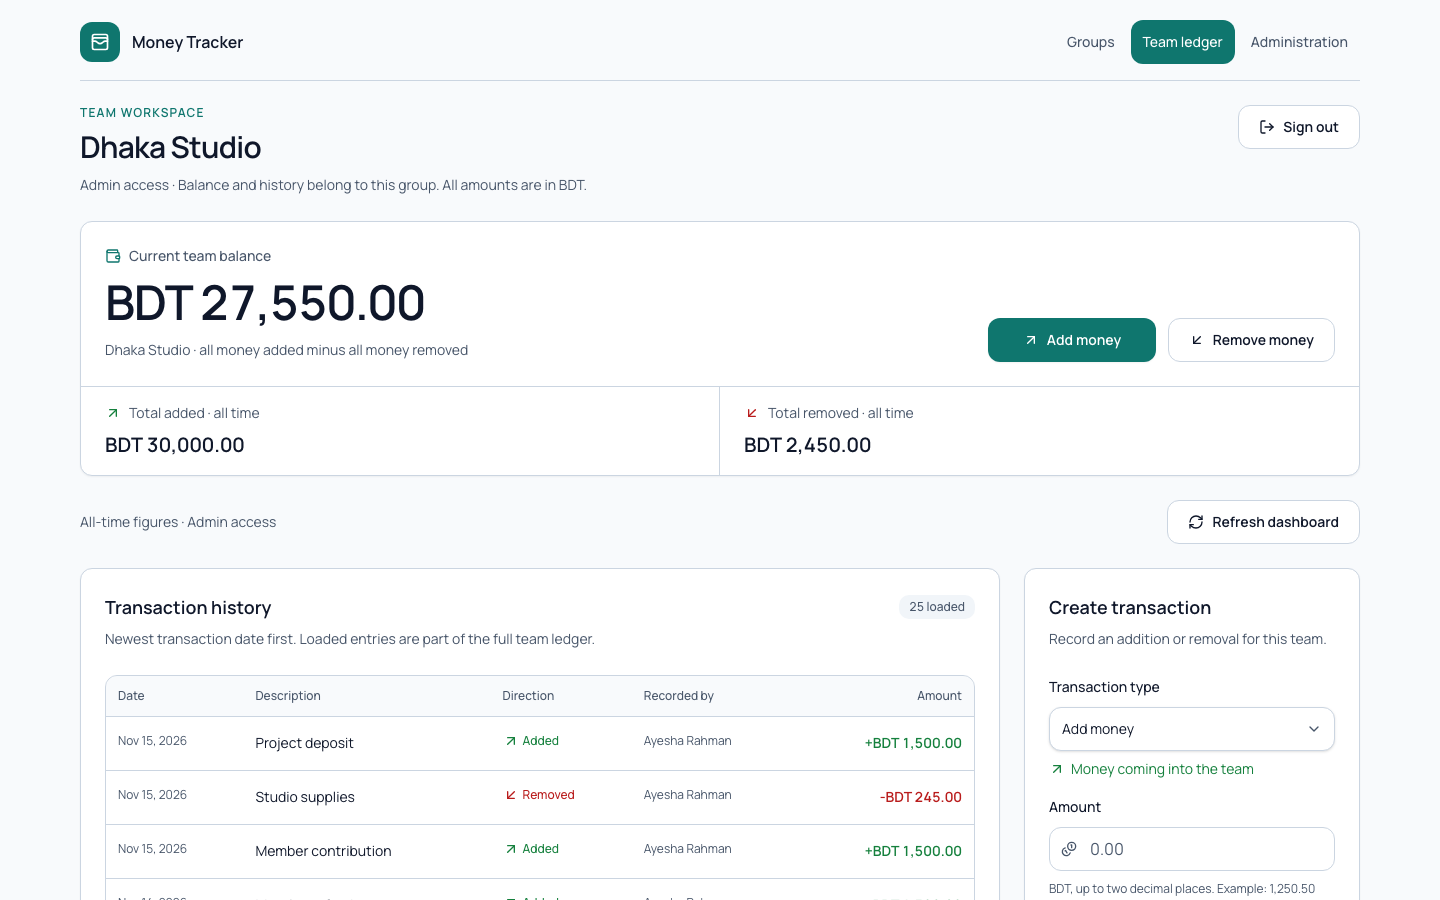 Money Tracker
Groups
Team ledger
Administration
TEAM WORKSPACE
Dhaka Studio
Sign out
Admin access · Balance and history belong to this group. All amounts are in BDT.
Current team balance
BDT 27,550.00
Dhaka Studio · all money added minus all money removed
Add money
Remove money
Total added · all time
BDT 30,000.00
Total removed · all time
BDT 2,450.00
All-time figures · Admin access
Refresh dashboard
Transaction history
25 loaded
Newest transaction date first. Loaded entries are part of the full team ledger.
Date Description Direction Recorded by Amount
Nov 15, 2026 Project deposit Added Ayesha Rahman +BDT 1,500.00
Nov 15, 2026 Studio supplies Removed Ayesha Rahman -BDT 245.00
Nov 15, 2026 Member contribution Added Ayesha Rahman +BDT 1,500.00
Create transaction
Record an addition or removal for this team.
Transaction type
Add money
Money coming into the team
Amount
0.00
BDT, up to two decimal places. Example: 1,250.50